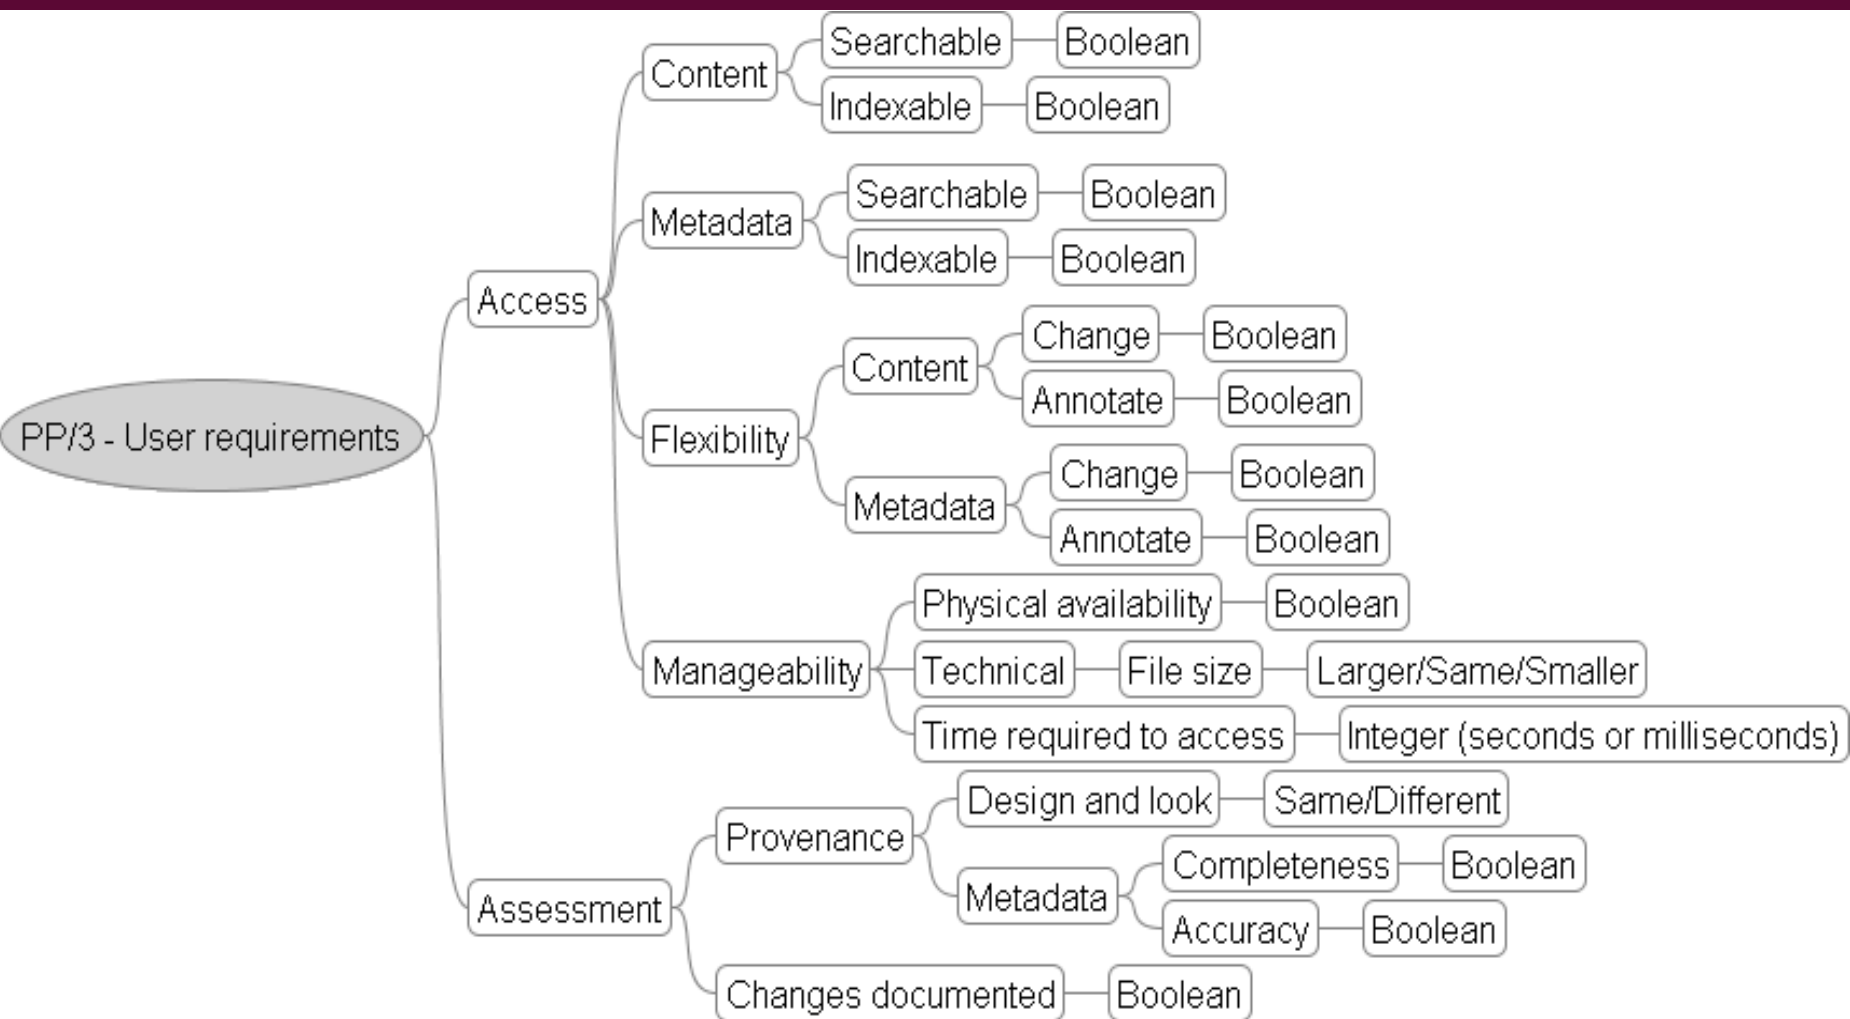 Searchable
Boolean
Content
Indexable
Boolean
Searchable
Boolean
Metadata
Indexable
Boolean
Access
Change
Boolean
Content
Annotate
Boolean
PP/3 - User requirements
Flexibility
Change
Boolean
Metadata
Annotate
Boolean
Physical availability
Boolean
Manageability
Technical
File size
Larger/Same/Smaller
Time required to access
Integer (seconds or milliseconds)
Design and look
Same/Different
Provenance
Completeness
Boolean
Metadata
Accuracy
Boolean
Assessment
Changes documented
Boolean